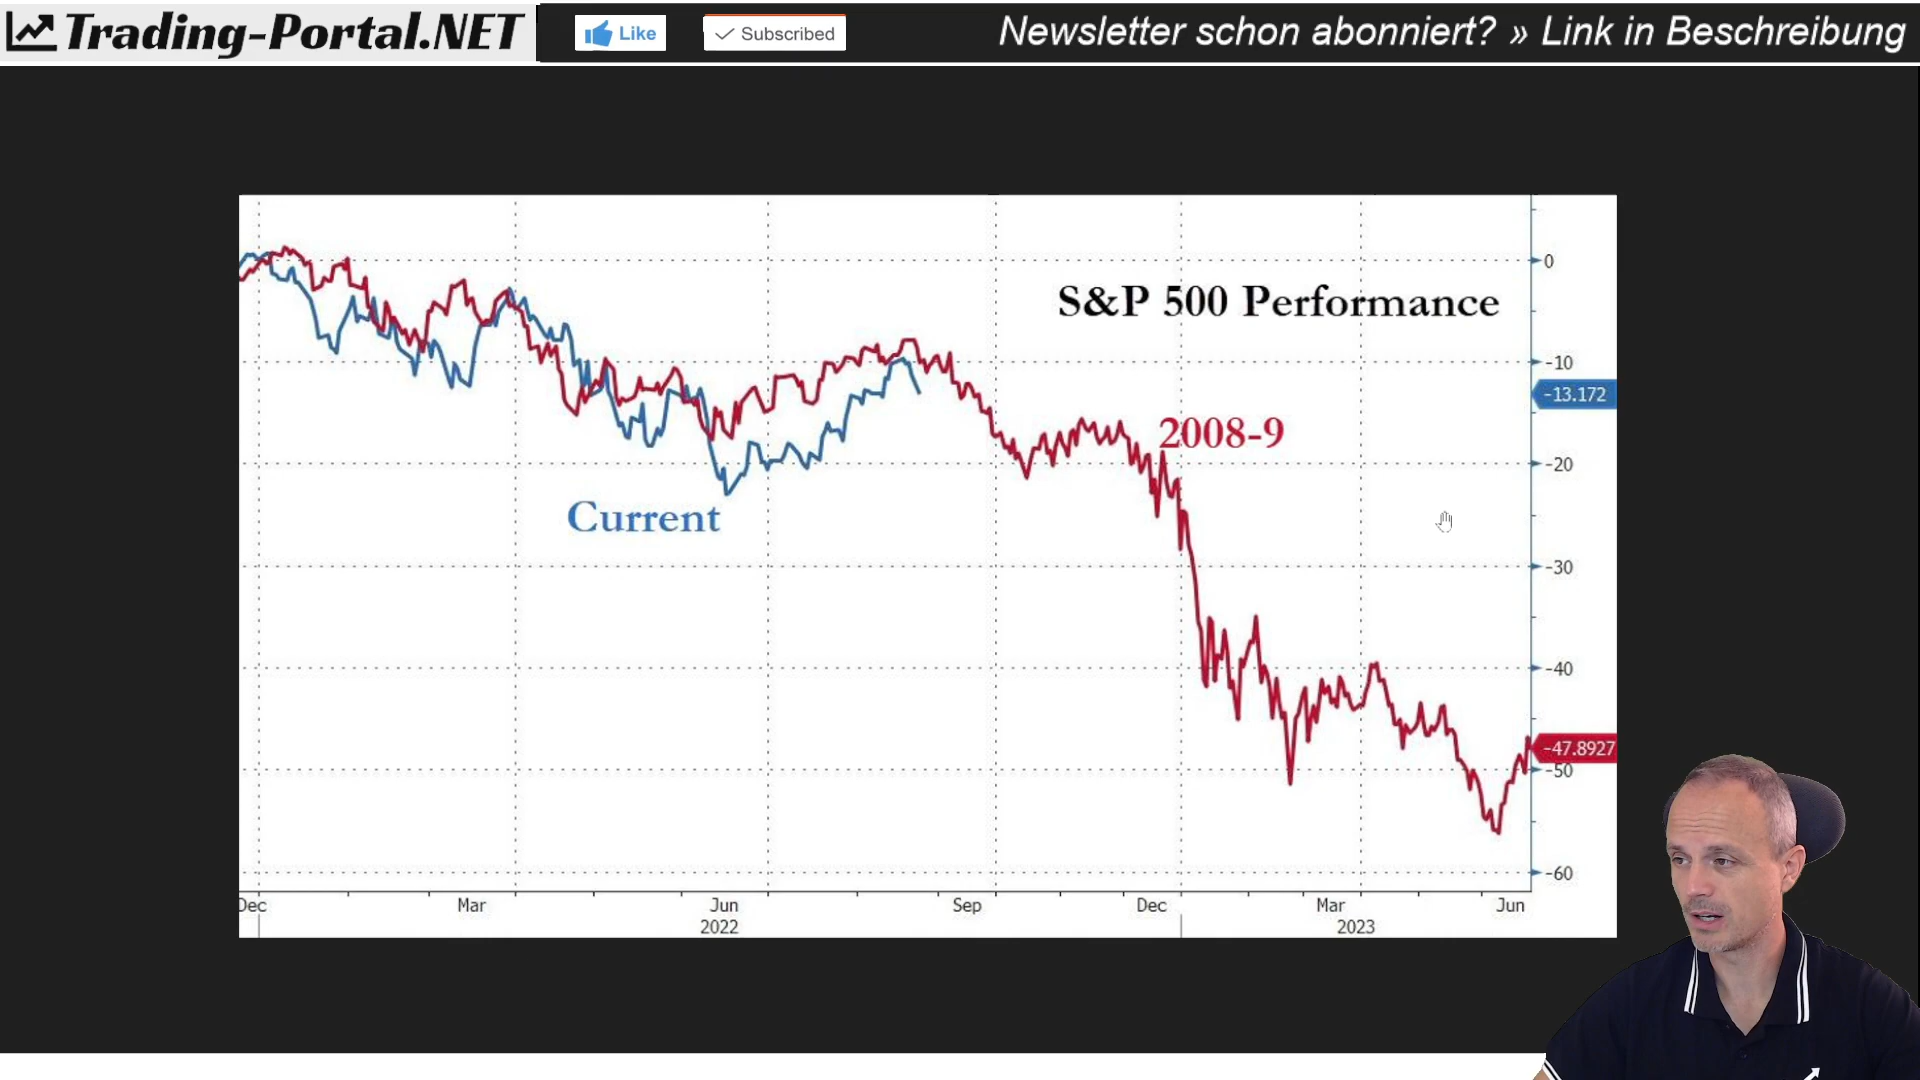 Trading-Portal.NET
Like
Subscribed
Newsletter schon abonniert? » Link in Beschreibung
S&P 500 Performance
2008-9
Current
0
-10
-13.172
-20
-30
-40
-47.8927
-50
-60
Dec Mar Jun Sep Dec Mar Jun
2022 2023